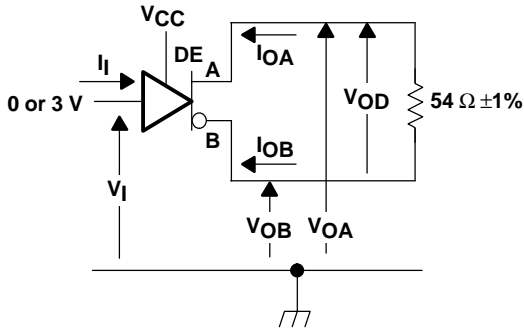 VCC
II
DE
A
IOA
0 or 3 V
VOD
54 Ω ±1%
B
IOB
VI
VOB
VOA